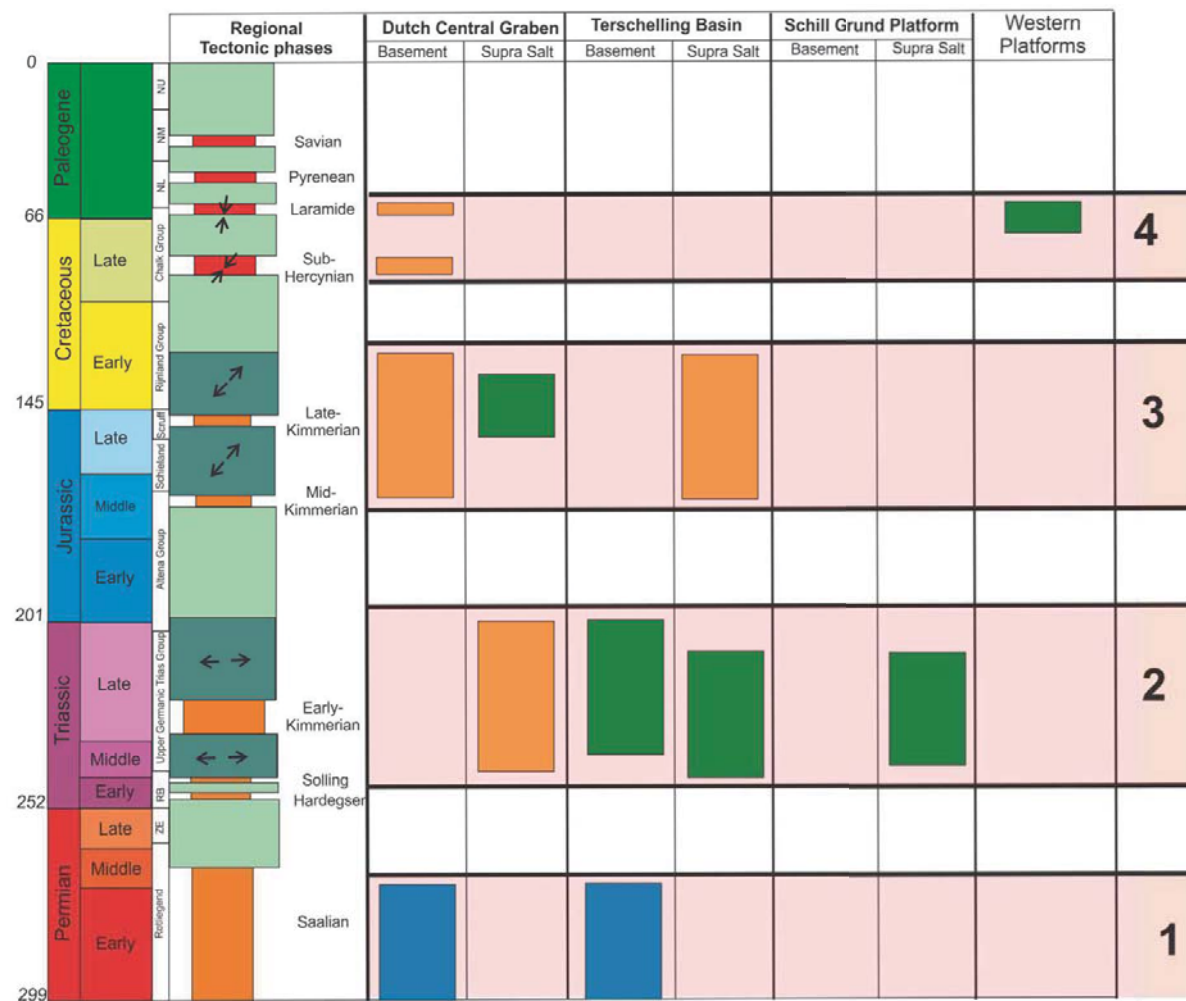 Regional
Tectonic phases
Dutch Central Graben
Terschelling Basin
Schill Grund Platform
Western
Platforms
Basement
Supra Salt
Basement
Supra Salt
Basement
Supra Salt
0
66
145
201
252
299
Paleogene
Cretaceous
Jurassic
Triassic
Permian
Late
Early
Late
Middle
Early
Late
Middle
Early
Late
Middle
Early
NU
NM
NL
Chalk Group
Rijnland Group
Scruff
Schieland
Altena Group
Upper Germanic Trias Group
RB
ZE
Rotliegend
Savian
Pyrenean
Laramide
Sub-
Hercynian
Late-
Kimmerian
Mid-
Kimmerian
Early-
Kimmerian
Solling
Hardegser
Saalian
4
3
2
1